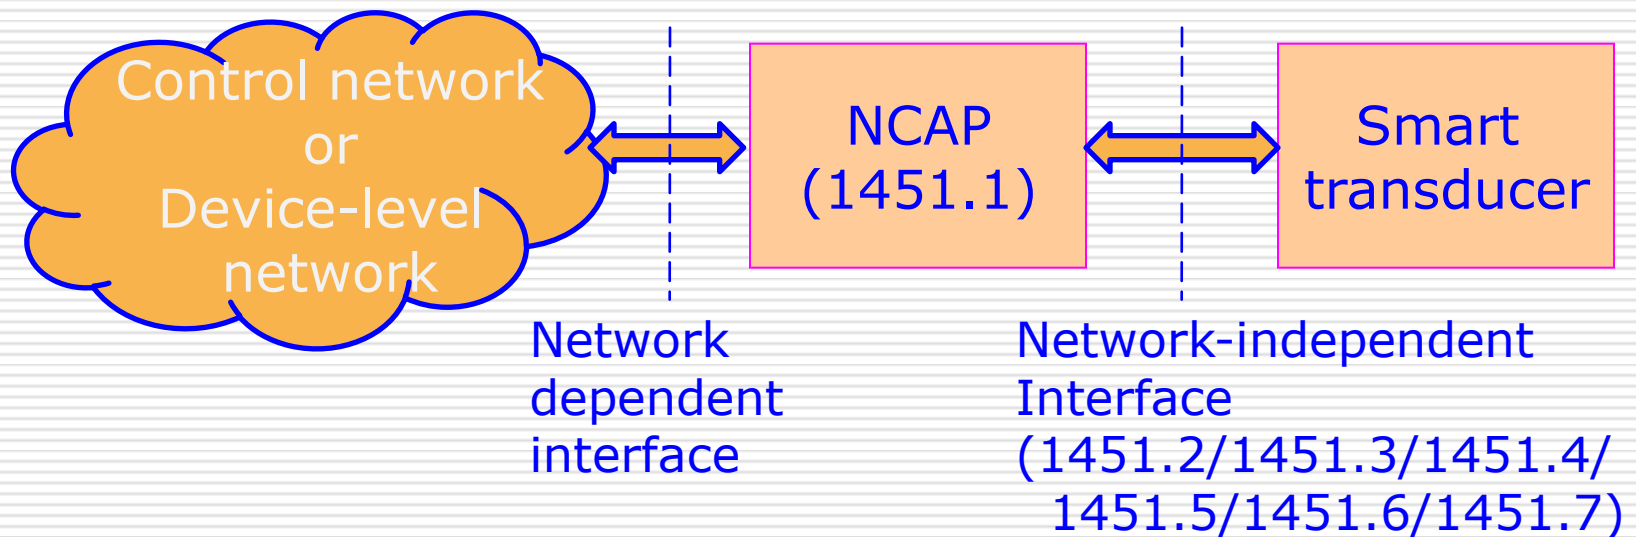 Control network
or
Device-level
network
NCAP
(1451.1)
Smart
transducer
Network
dependent
interface
Network-independent
Interface
(1451.2/1451.3/1451.4/
1451.5/1451.6/1451.7)